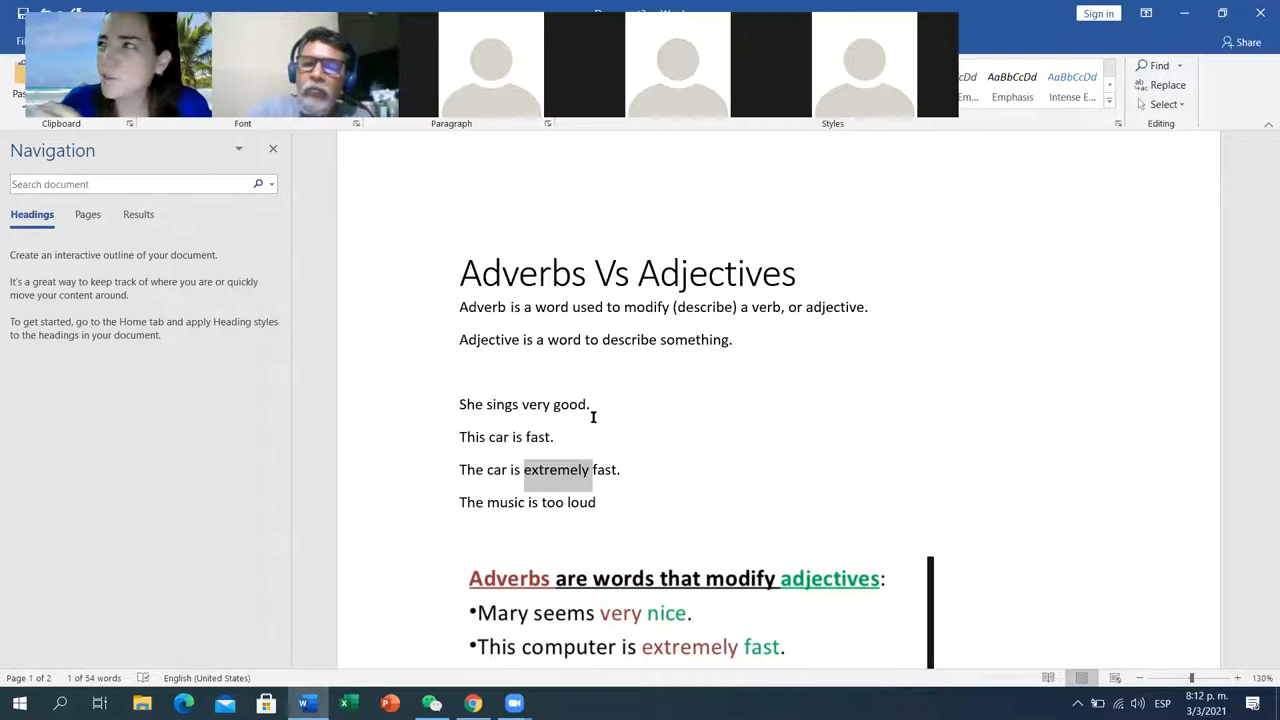 Sign in
Share
Find
AaBbCcDd AaBbCcDd
Replace
Em... Emphasis Intense E...
Select
Clipboard Font Paragraph Styles Editing
Navigation
Search document
Headings Pages Results
Create an interactive outline of your document.
It's a great way to keep track of where you are or quickly
move your content around.
To get started, go to the Home tab and apply Heading styles
to the headings in your document.
Adverbs Vs Adjectives
Adverb is a word used to modify (describe) a verb, or adjective.
Adjective is a word to describe something.
She sings very good.
This car is fast.
The car is extremely fast.
The music is too loud
Adverbs are words that modify adjectives:
•Mary seems very nice.
•This computer is extremely fast.
Page 1 of 2 1 of 54 words English (United States) 130%
ESP 8:12 p. m.
3/3/2021